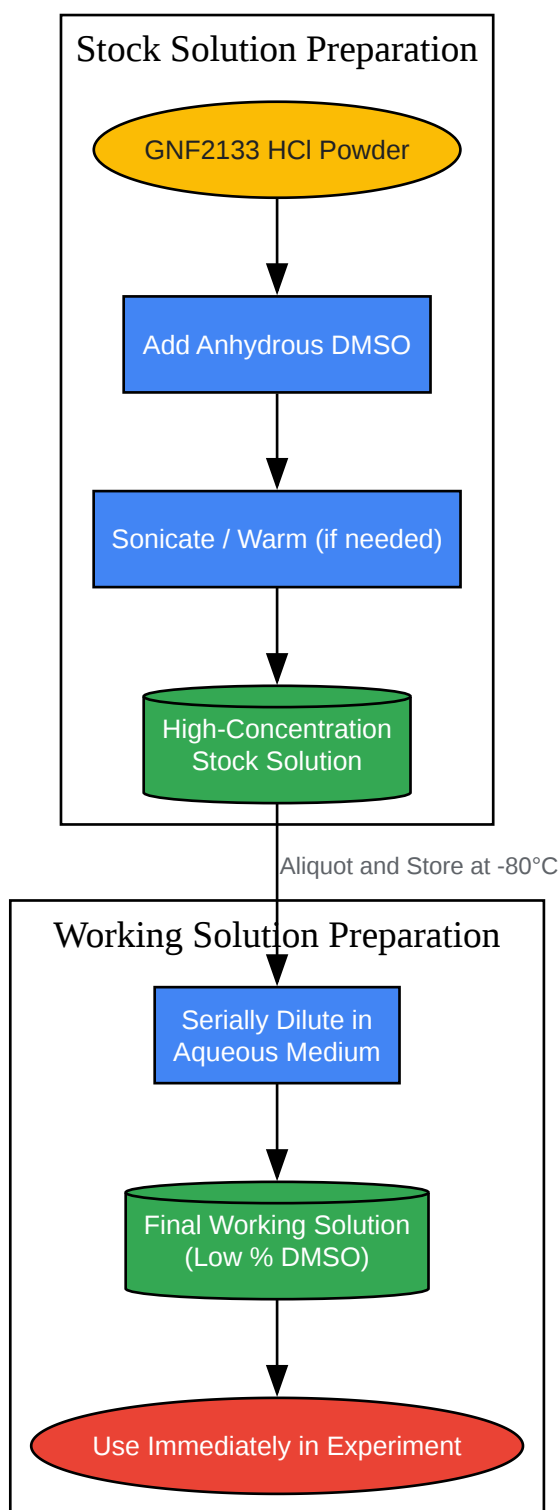 Stock Solution Preparation
GNF2133 HCl Powder
Add Anhydrous DMSO
Sonicate / Warm (if needed)
High-Concentration
Stock Solution
Aliquot and Store at -80°C
Working Solution Preparation
Serially Dilute in
Aqueous Medium
Final Working Solution
(Low % DMSO)
Use Immediately in Experiment